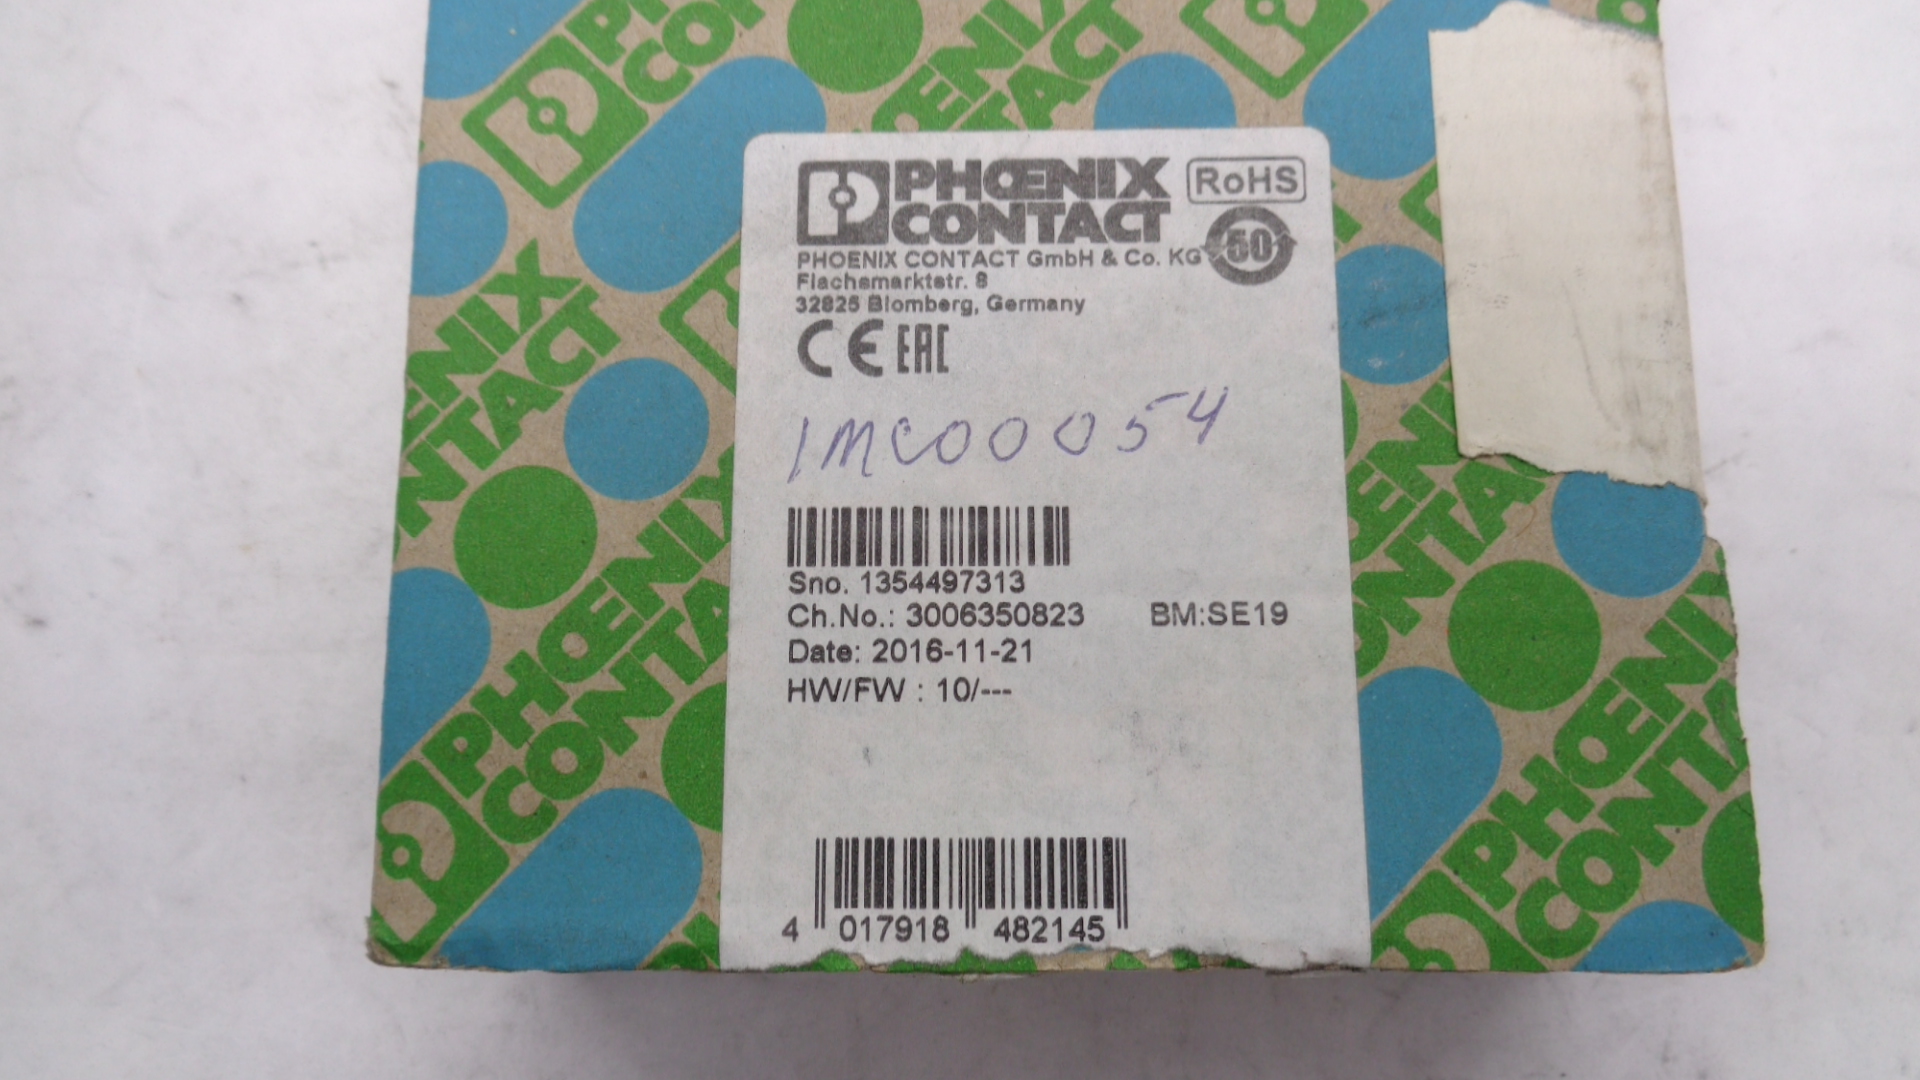 PHOENIX
CONTACT
RoHS
50
PHOENIX CONTACT GmbH & Co. KG
Flachsmarktstr. 8
32825 Blomberg, Germany
CE EAC
IMC00054
Sno. 1354497313
Ch.No.: 3006350823 BM:SE19
Date: 2016-11-21
HW/FW : 10/---
4 017918 482145
PHOENIX
CONTACT
PHOENIX
CONTACT